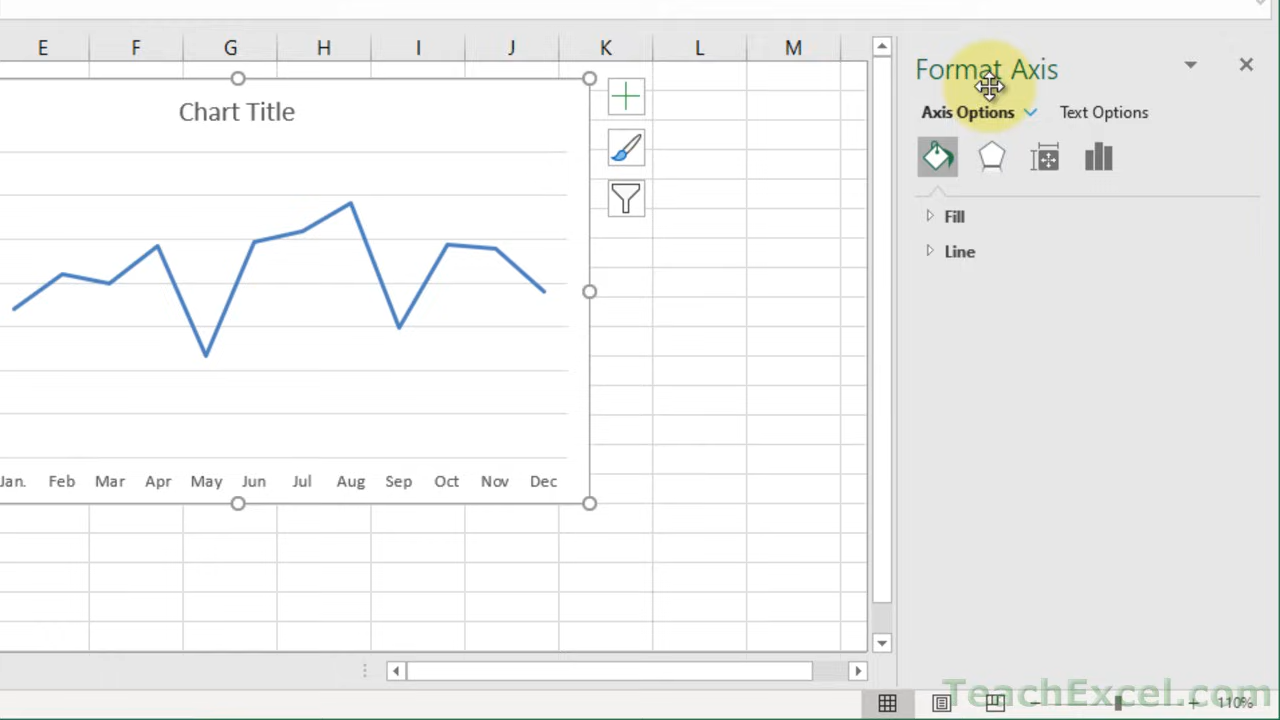 E F G H I J K L M
Format Axis
Chart Title
Axis Options Text Options
Fill
Line
Jan. Feb Mar Apr May Jun Jul Aug Sep Oct Nov Dec
TeachExcel.com
110%